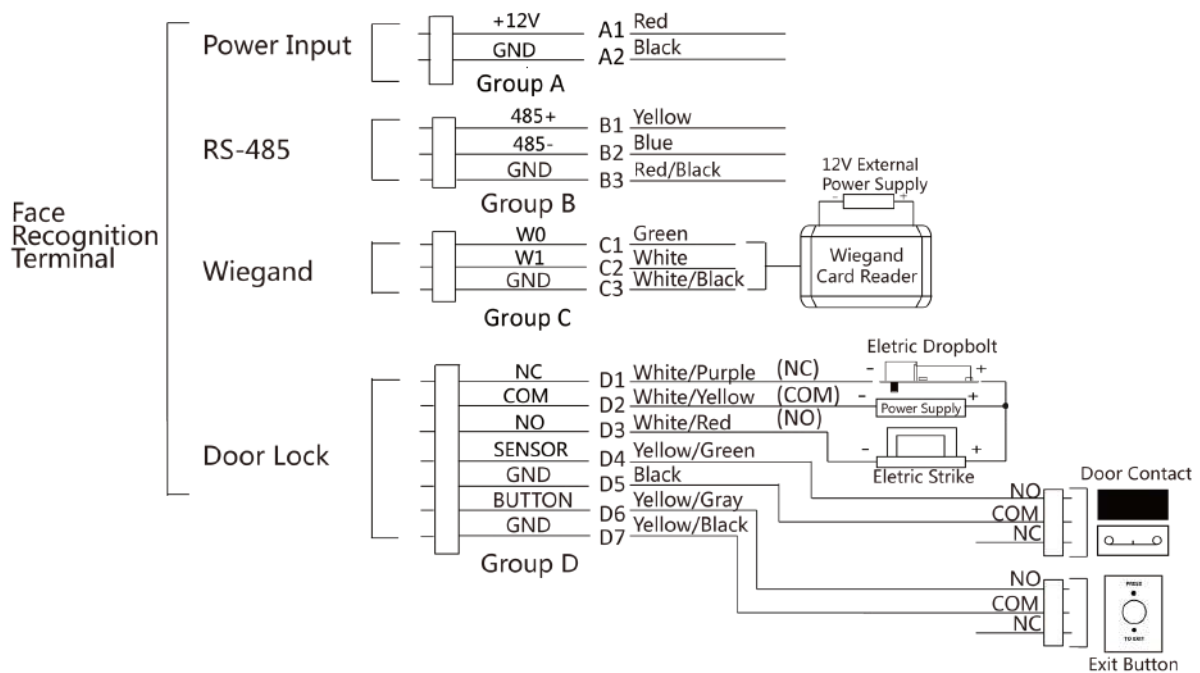 Face
Recognition
Terminal
Power Input
+12V
A1
Red
GND
A2
Black
Group A
RS-485
485+
B1
Yellow
485-
B2
Blue
GND
B3
Red/Black
Group B
Wiegand
W0
C1
Green
W1
C2
White
GND
C3
White/Black
Group C
12V External
Power Supply
- +
Wiegand
Card Reader
Door Lock
NC
D1
White/Purple
(NC)
COM
D2
White/Yellow
(COM)
NO
D3
White/Red
(NO)
SENSOR
D4
Yellow/Green
GND
D5
Black
BUTTON
D6
Yellow/Gray
GND
D7
Yellow/Black
Group D
Eletric Dropbolt
- +
- +
Power Supply
- +
Eletric Strike
Door Contact
NO
COM
NC
NO
COM
NC
PRESS
TO EXIT
Exit Button